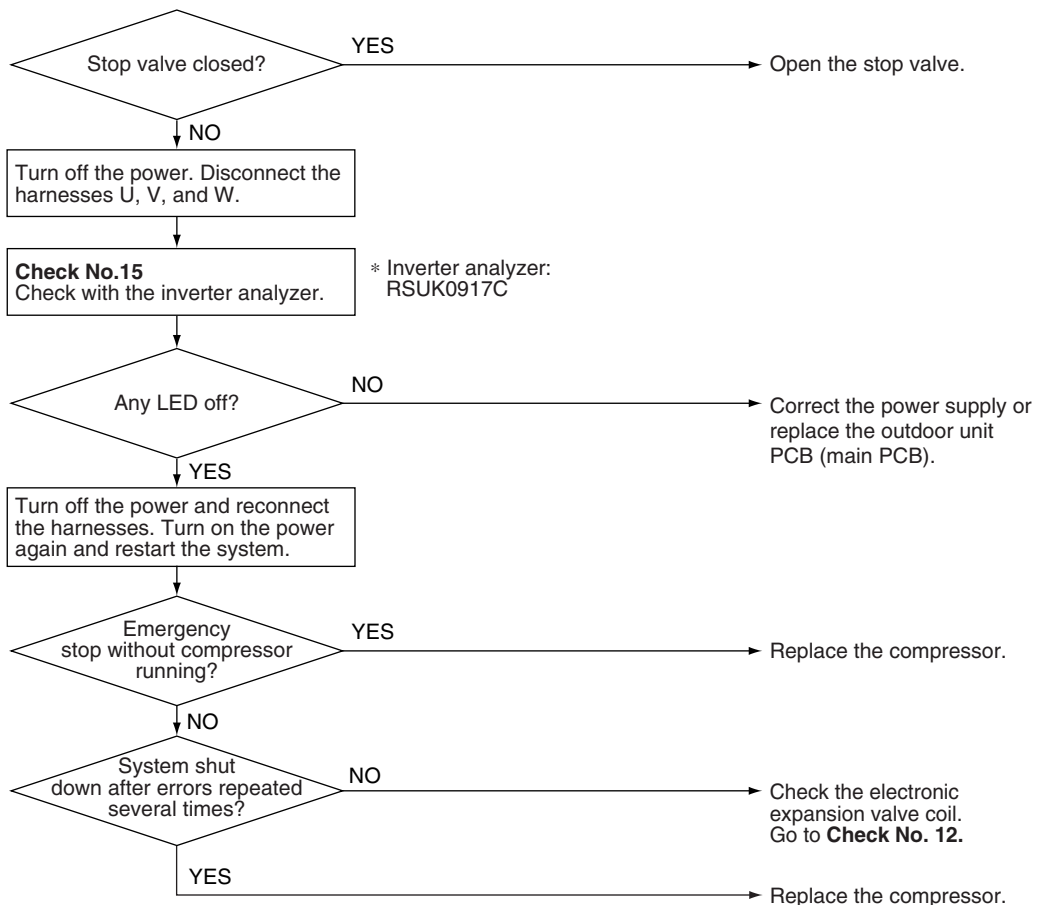 Stop valve closed?
YES
Open the stop valve.
NO
Turn off the power. Disconnect the
harnesses U, V, and W.
Check No.15
Check with the inverter analyzer.
* Inverter analyzer:
RSUK0917C
Any LED off?
NO
Correct the power supply or
replace the outdoor unit
PCB (main PCB).
YES
Turn off the power and reconnect
the harnesses. Turn on the power
again and restart the system.
Emergency
stop without compressor
running?
YES
Replace the compressor.
NO
System shut
down after errors repeated
several times?
NO
Check the electronic
expansion valve coil.
Go to Check No. 12.
YES
Replace the compressor.